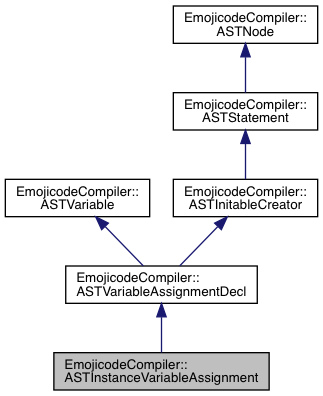 EmojicodeCompiler::
ASTNode
EmojicodeCompiler::
ASTStatement
EmojicodeCompiler::
ASTVariable
EmojicodeCompiler::
ASTInitableCreator
EmojicodeCompiler::
ASTVariableAssignmentDecl
EmojicodeCompiler::
ASTInstanceVariableAssignment